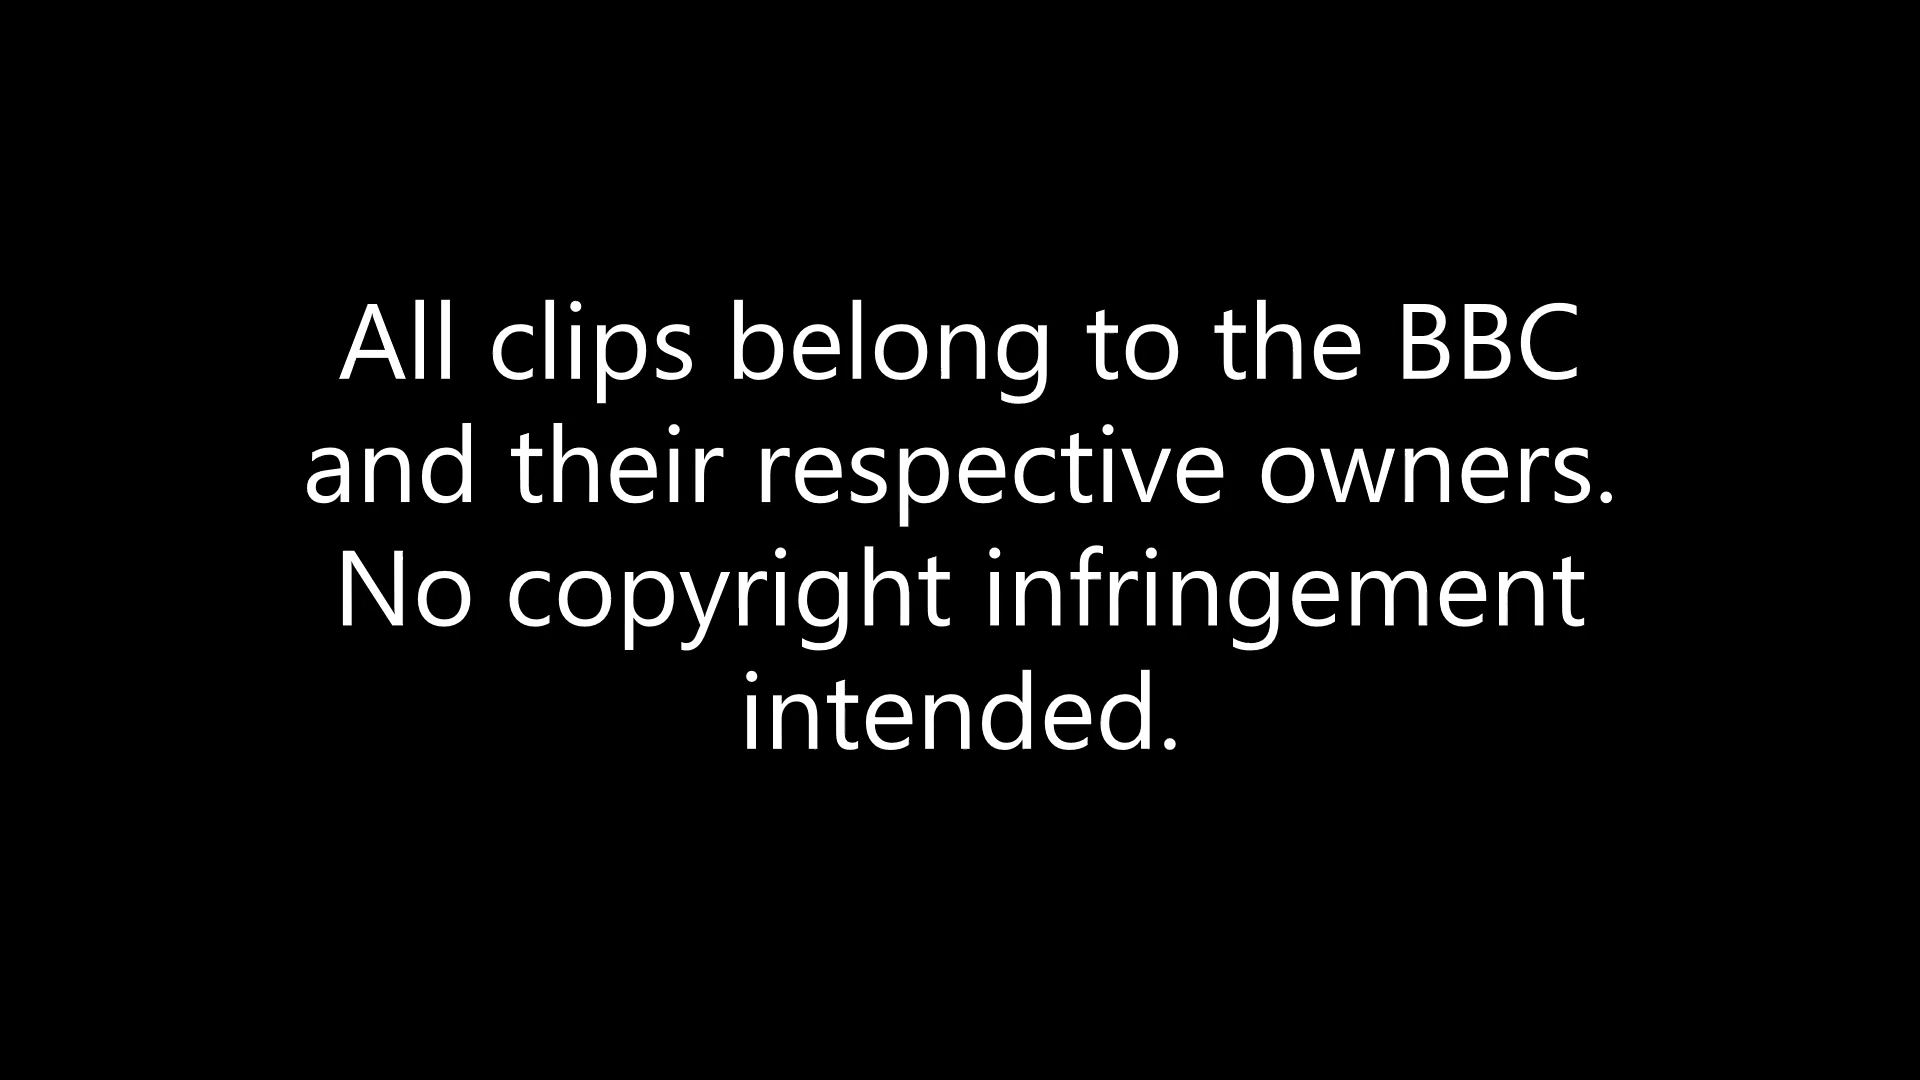 All clips belong to the BBC
and their respective owners.
No copyright infringement
intended.